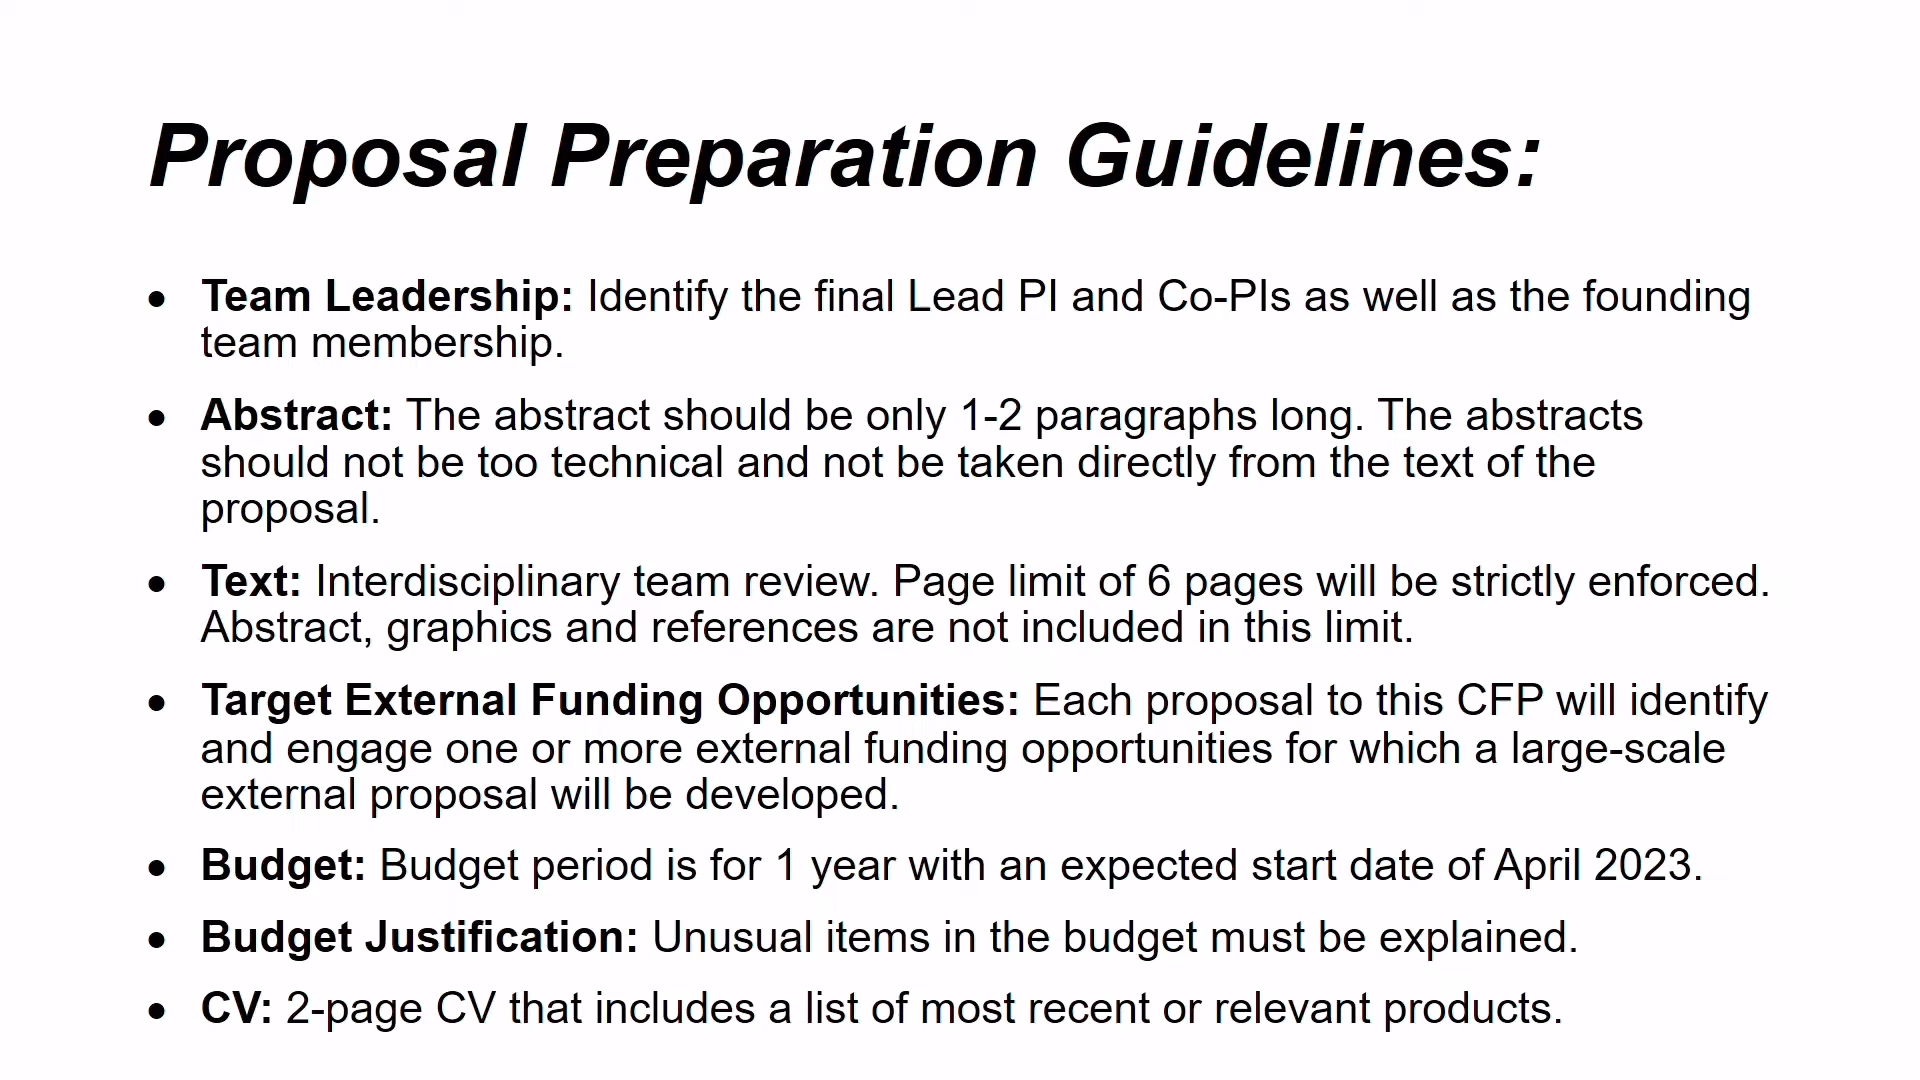 Proposal Preparation Guidelines:
• Team Leadership: Identify the final Lead PI and Co-PIs as well as the founding
team membership.
• Abstract: The abstract should be only 1-2 paragraphs long. The abstracts
should not be too technical and not be taken directly from the text of the
proposal.
• Text: Interdisciplinary team review. Page limit of 6 pages will be strictly enforced.
Abstract, graphics and references are not included in this limit.
• Target External Funding Opportunities: Each proposal to this CFP will identify
and engage one or more external funding opportunities for which a large-scale
external proposal will be developed.
• Budget: Budget period is for 1 year with an expected start date of April 2023.
• Budget Justification: Unusual items in the budget must be explained.
• CV: 2-page CV that includes a list of most recent or relevant products.